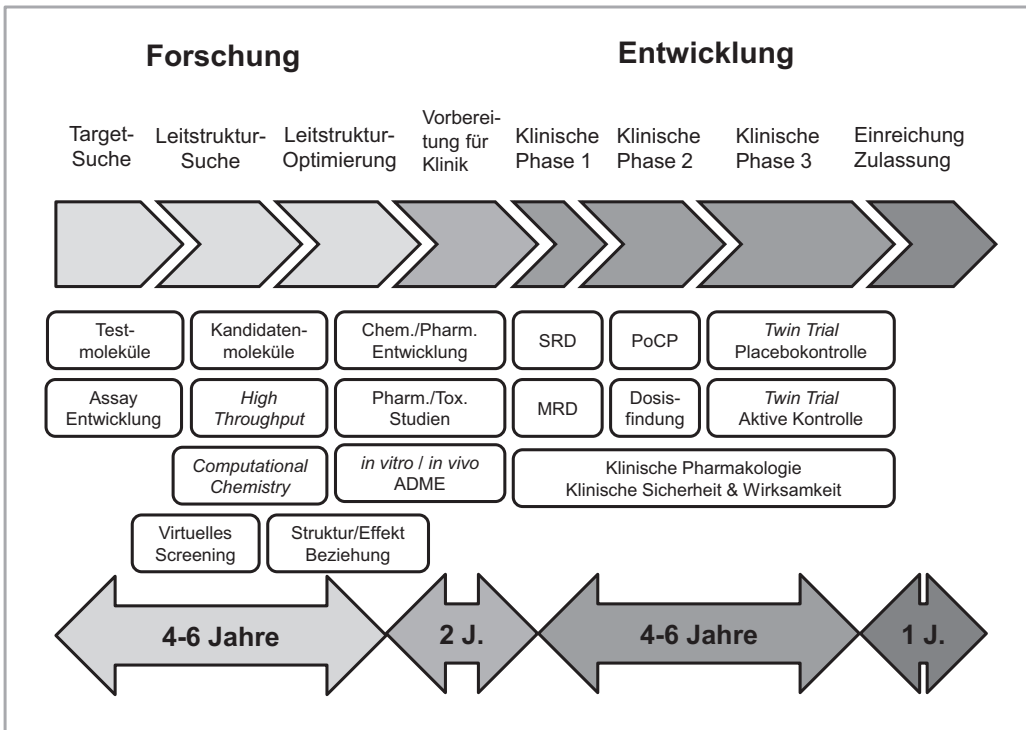 Forschung
Entwicklung
Target-
Suche
Leitstruktur-
Suche
Leitstruktur-
Optimierung
Vorberei-
tung für
Klinik
Klinische
Phase 1
Klinische
Phase 2
Klinische
Phase 3
Einreichung
Zulassung
Test-
moleküle
Kandidaten-
moleküle
Chem./Pharm.
Entwicklung
SRD
PoCP
Twin Trial
Placebokontrolle
Assay
Entwicklung
High
Throughput
Pharm./Tox.
Studien
MRD
Dosis-
findung
Twin Trial
Aktive Kontrolle
Computational
Chemistry
in vitro / in vivo
ADME
Klinische Pharmakologie
Klinische Sicherheit & Wirksamkeit
Virtuelles
Screening
Struktur/Effekt
Beziehung
4-6 Jahre
2 J.
4-6 Jahre
1 J.